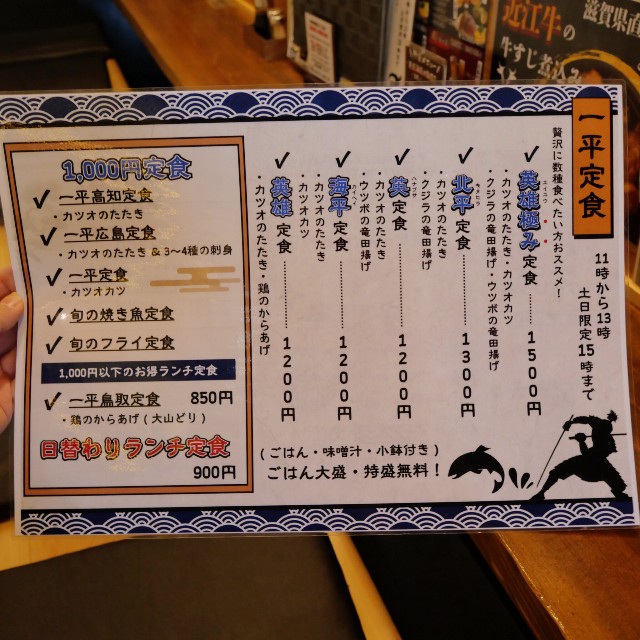 近江牛の
牛すじ煮込み
滋賀県直
一平定食
11時から13時
土日限定15時まで
贅沢に数種食べたい方おススメ！
✓英雄極み定食………1500円
・カツオのたたき・カツオカツ
・クジラの竜田揚げ・ウツボの竜田揚げ
✓北平定食………1300円
・カツオのたたき
・クジラの竜田揚げ
✓英定食………1200円
ハナブサ
・カツオのたたき
・ウツボの竜田揚げ
✓海平定食………1200円
・カツオのたたき
・カツオカツ
✓英雄定食………1200円
・カツオのたたき・鶏のからあげ
(ごはん・味噌汁・小鉢付き)
ごはん大盛・特盛無料！
1,000円定食
✓一平高知定食
・カツオのたたき
✓一平広島定食
・カツオのたたき & 3〜4種の刺身
✓一平定食
・カツオカツ
✓旬の焼き魚定食
✓旬のフライ定食
1,000円以下のお得ランチ定食
✓一平鳥取定食 850円
・鶏のからあげ(大山どり)
日替わりランチ定食
900円